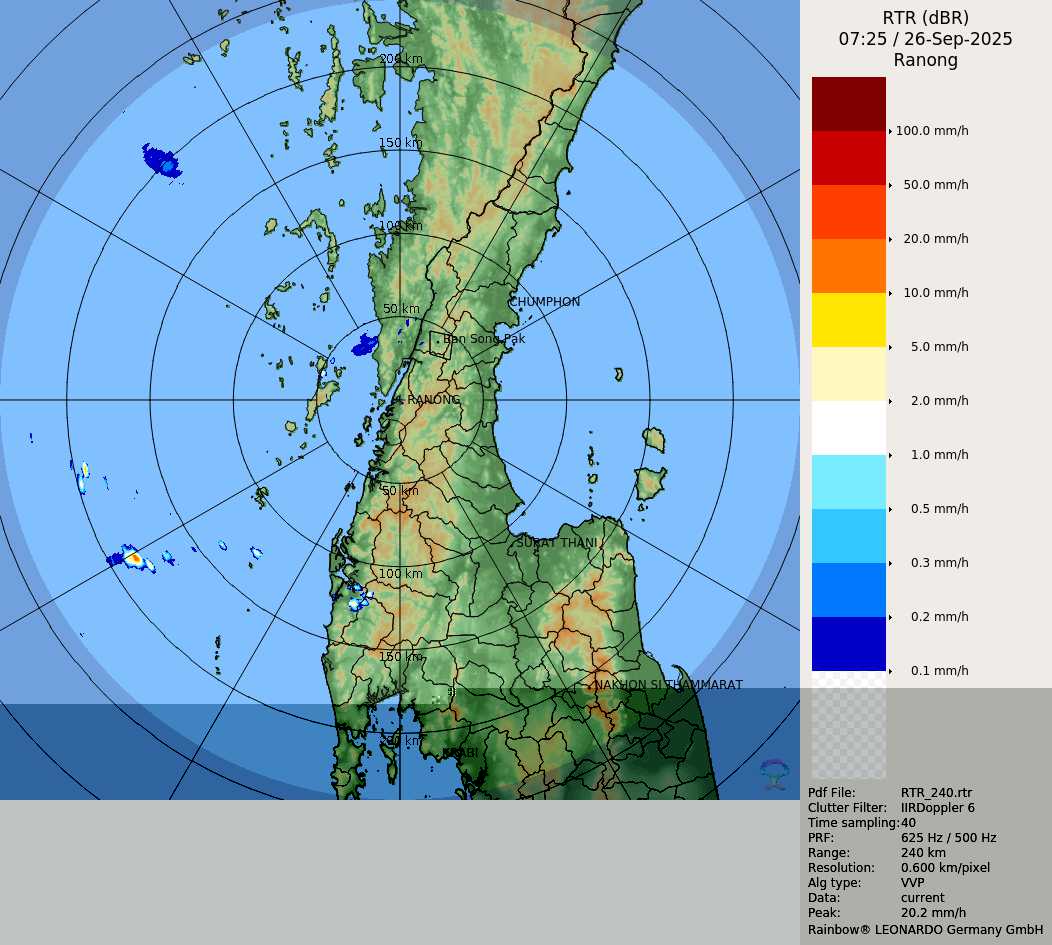 RTR (dBR)
07:25 / 26-Sep-2025
Ranong
100.0 mm/h
50.0 mm/h
20.0 mm/h
10.0 mm/h
5.0 mm/h
2.0 mm/h
1.0 mm/h
0.5 mm/h
0.3 mm/h
0.2 mm/h
0.1 mm/h
200 km
150 km
100 km
50 km
CHUMPHON
Ban Song Pak
RANONG
50 km
SURAT THANI
100 km
150 km
NAKHON SI THAMMARAT
200 km
KRABI
Pdf File: RTR_240.rtr
Clutter Filter: IIRDoppler 6
Time sampling: 40
PRF: 625 Hz / 500 Hz
Range: 240 km
Resolution: 0.600 km/pixel
Alg type: VVP
Data: current
Peak: 20.2 mm/h
Rainbow® LEONARDO Germany GmbH